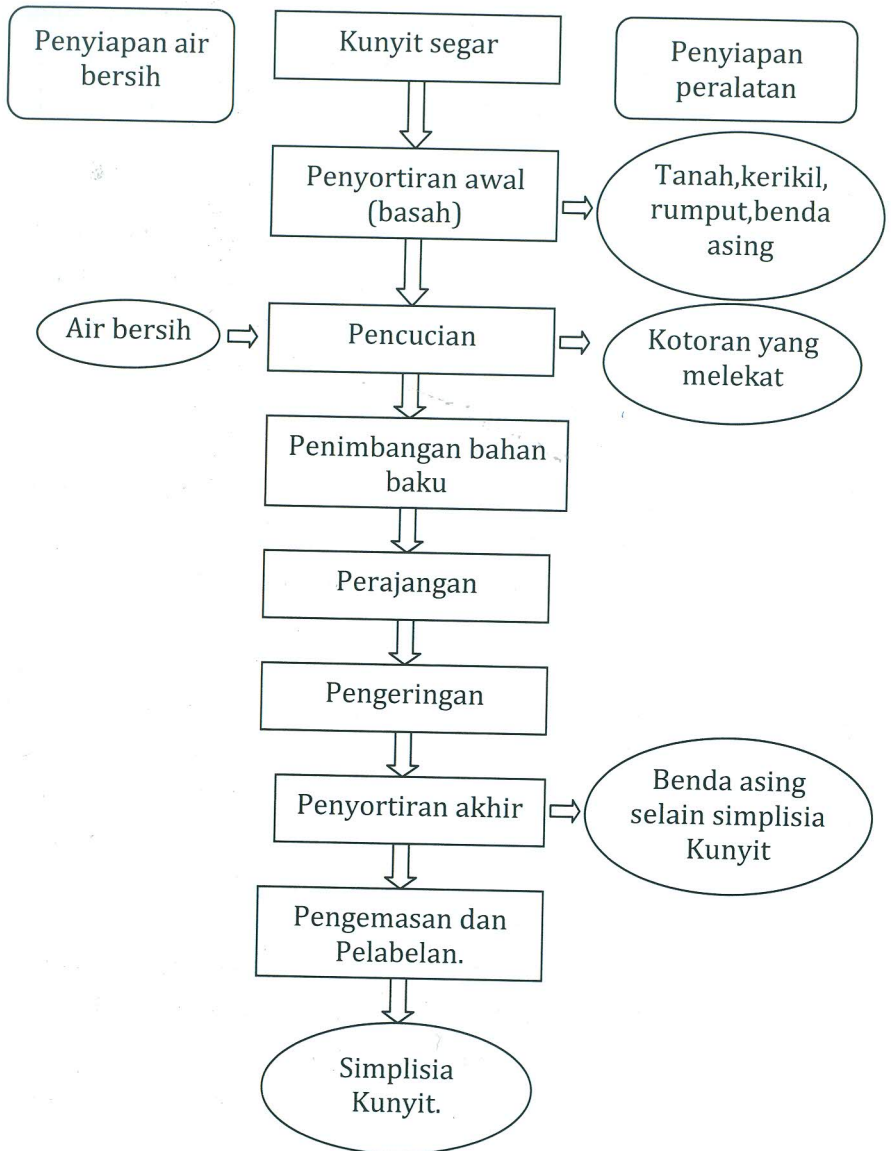 Penyiapan air
bersih
Kunyit segar
Penyiapan
peralatan
Penyortiran awal
(basah)
Tanah,kerikil,
rumput,benda
asing
Air bersih
Pencucian
Kotoran yang
melekat
Penimbangan bahan
baku
Perajangan
Pengeringan
Penyortiran akhir
Benda asing
selain simplisia
Kunyit
Pengemasan dan
Pelabelan.
Simplisia
Kunyit.